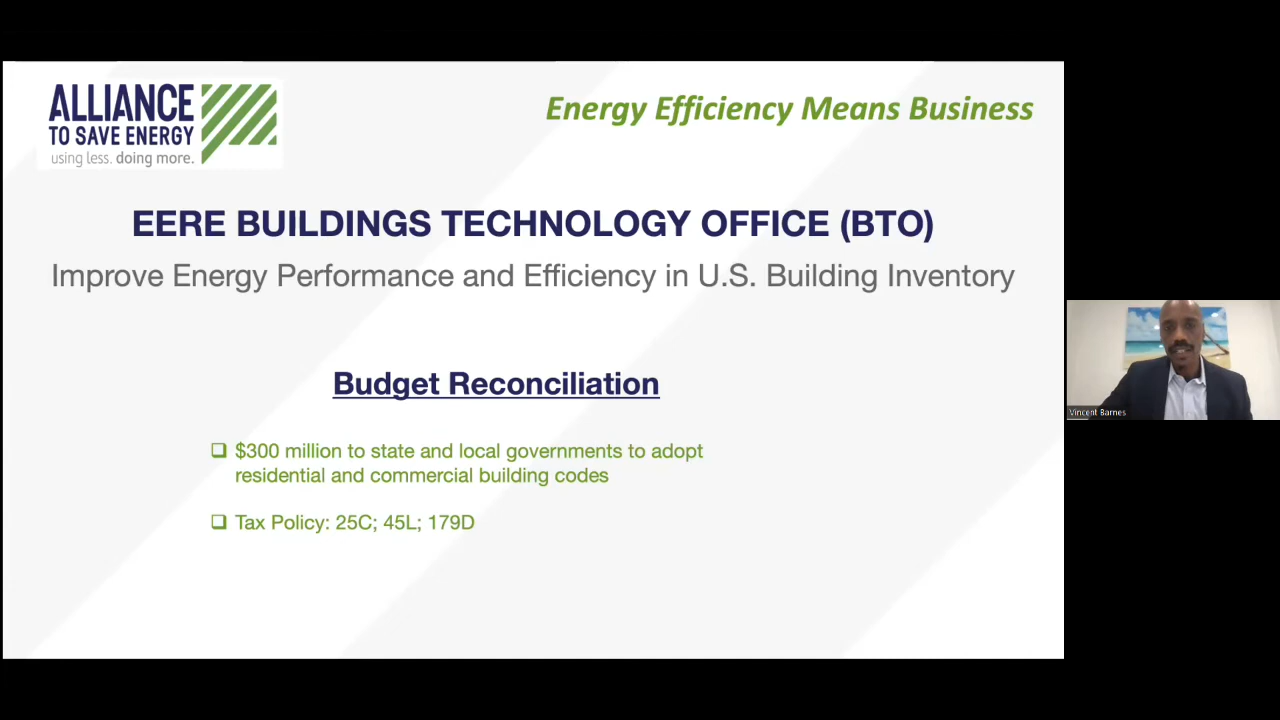 ALLIANCE
TO SAVE ENERGY
using less. doing more.
Energy Efficiency Means Business
EERE BUILDINGS TECHNOLOGY OFFICE (BTO)
Improve Energy Performance and Efficiency in U.S. Building Inventory
Budget Reconciliation
❑ $300 million to state and local governments to adopt
residential and commercial building codes
❑ Tax Policy: 25C; 45L; 179D
Vincent Barnes